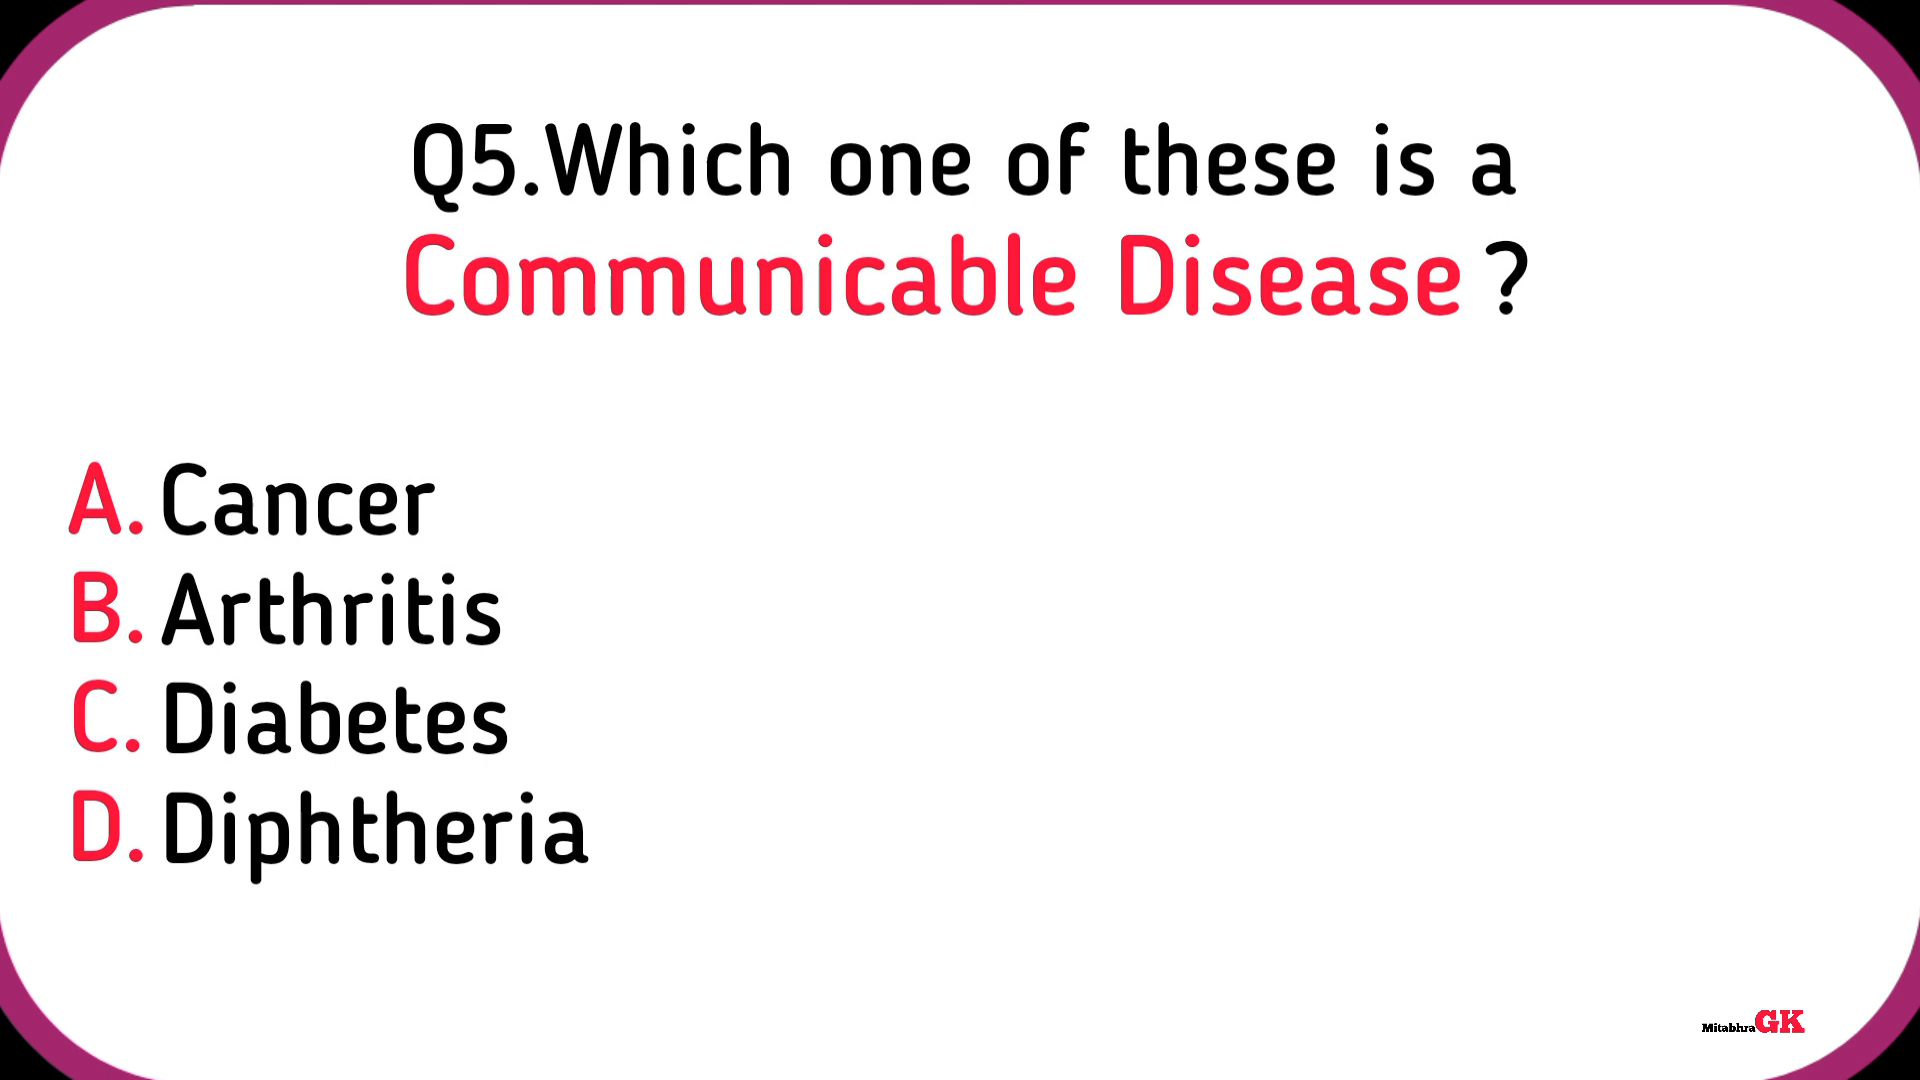 Q5.Which one of these is a
Communicable Disease ?
A. Cancer
B. Arthritis
C. Diabetes
D. Diphtheria
MitabhraGK